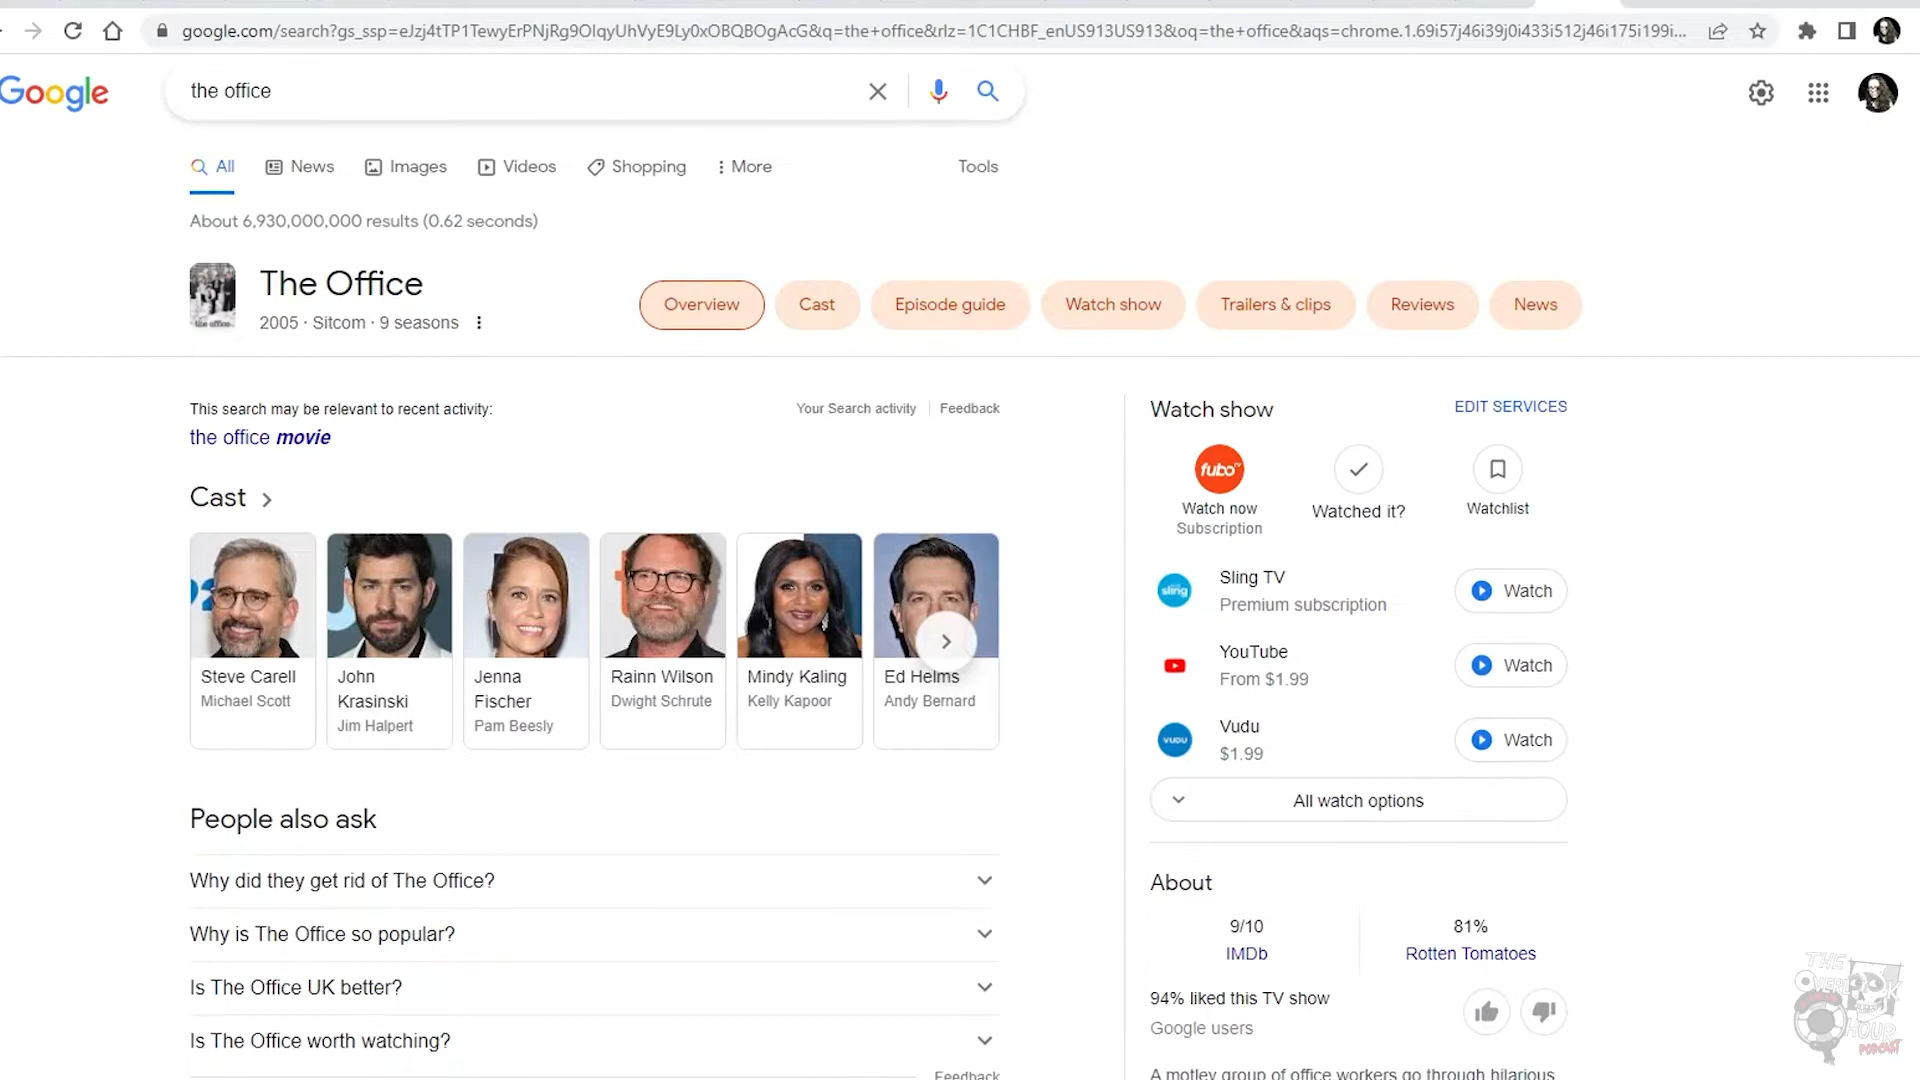 google.com/search?gs_ssp=eJzj4tTP1TewyErPNjRg9OIqyUhVyE9Ly0xOBQBOgAcG&q=the+office&rlz=1C1CHBF_enUS913US913&oq=the+office&aqs=chrome.1.69i57j46i39j0i433i512j46i175i199i...
Google
the office
All News Images Videos Shopping More Tools
About 6,930,000,000 results (0.62 seconds)
The Office
2005 · Sitcom · 9 seasons
the office
Overview Cast Episode guide Watch show Trailers & clips Reviews News
This search may be relevant to recent activity:
Your Search activity Feedback
the office movie
Cast
Steve Carell
Michael Scott
John
Krasinski
Jim Halpert
Jenna
Fischer
Pam Beesly
Rainn Wilson
Dwight Schrute
Mindy Kaling
Kelly Kapoor
Ed Helms
Andy Bernard
People also ask
Why did they get rid of The Office?
Why is The Office so popular?
Is The Office UK better?
Is The Office worth watching?
Feedback
Watch show
EDIT SERVICES
fubo TV
Watch now
Subscription
Watched it?
Watchlist
sling
Sling TV
Premium subscription
Watch
YouTube
From $1.99
Watch
VUDU
Vudu
$1.99
Watch
All watch options
About
9/10
IMDb
81%
Rotten Tomatoes
94% liked this TV show
Google users
A motley group of office workers go through hilarious
THE
OVERLOOK
HOUR
PODCAST